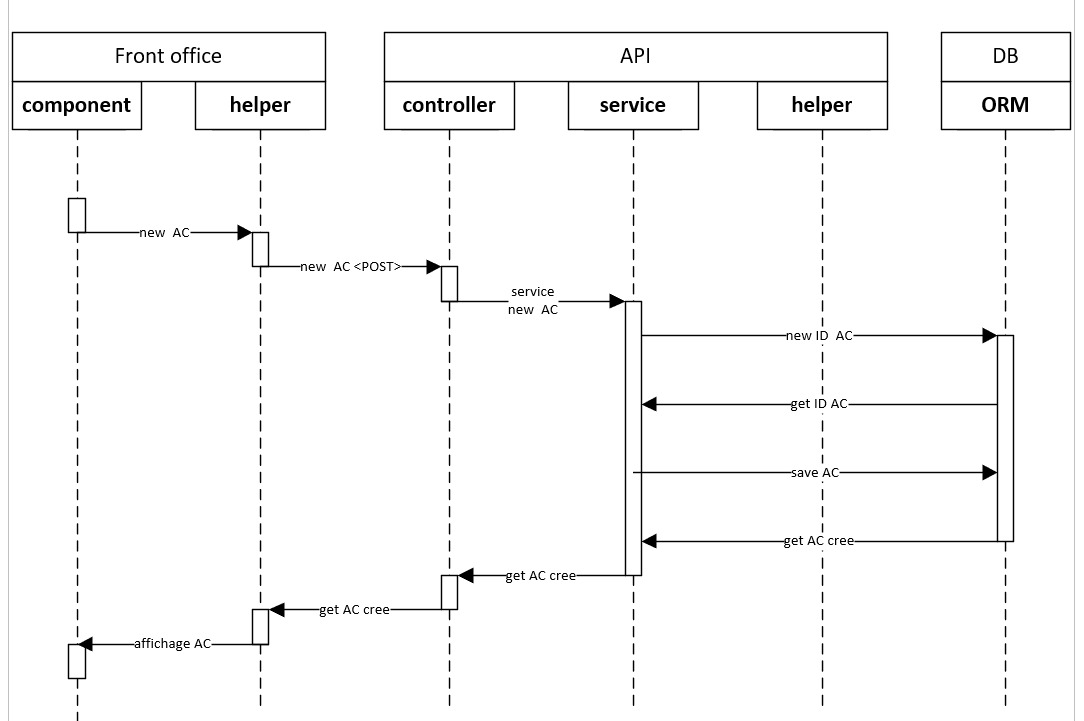 Front office
API
DB
component
helper
controller
service
helper
ORM
new AC
new AC <POST>
service
new AC
new ID AC
get ID AC
save AC
get AC cree
get AC cree
get AC cree
affichage AC